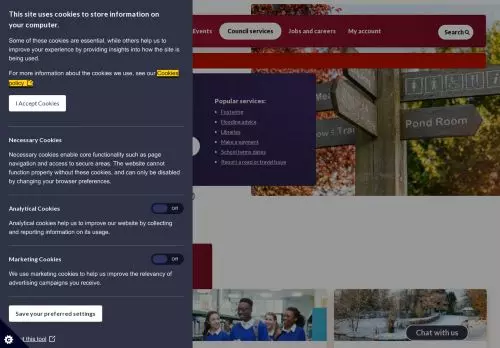 This site uses cookies to store information on
your computer.
Some of these cookies are essential, while others help us to
improve your experience by providing insights into how the site is
being used.
For more information about the cookies we use, see our Cookies
policy
I Accept Cookies
Necessary Cookies
Necessary cookies enable core functionality such as page
navigation and access to secure areas. The website cannot
function properly without these cookies, and can only be disabled
by changing your browser preferences.
Analytical Cookies
Off
Analytical cookies help us to improve our website by collecting
and reporting information on its usage.
Marketing Cookies
Off
We use marketing cookies to help us improve the relevancy of
advertising campaigns you receive.
Save your preferred settings
this tool
Events
Council services
Jobs and careers
My account
Search
Popular services:
Fostering
Flooding advice
Libraries
Make a payment
School terms dates
Report a road or travel issue
Pond Room
Chat with us